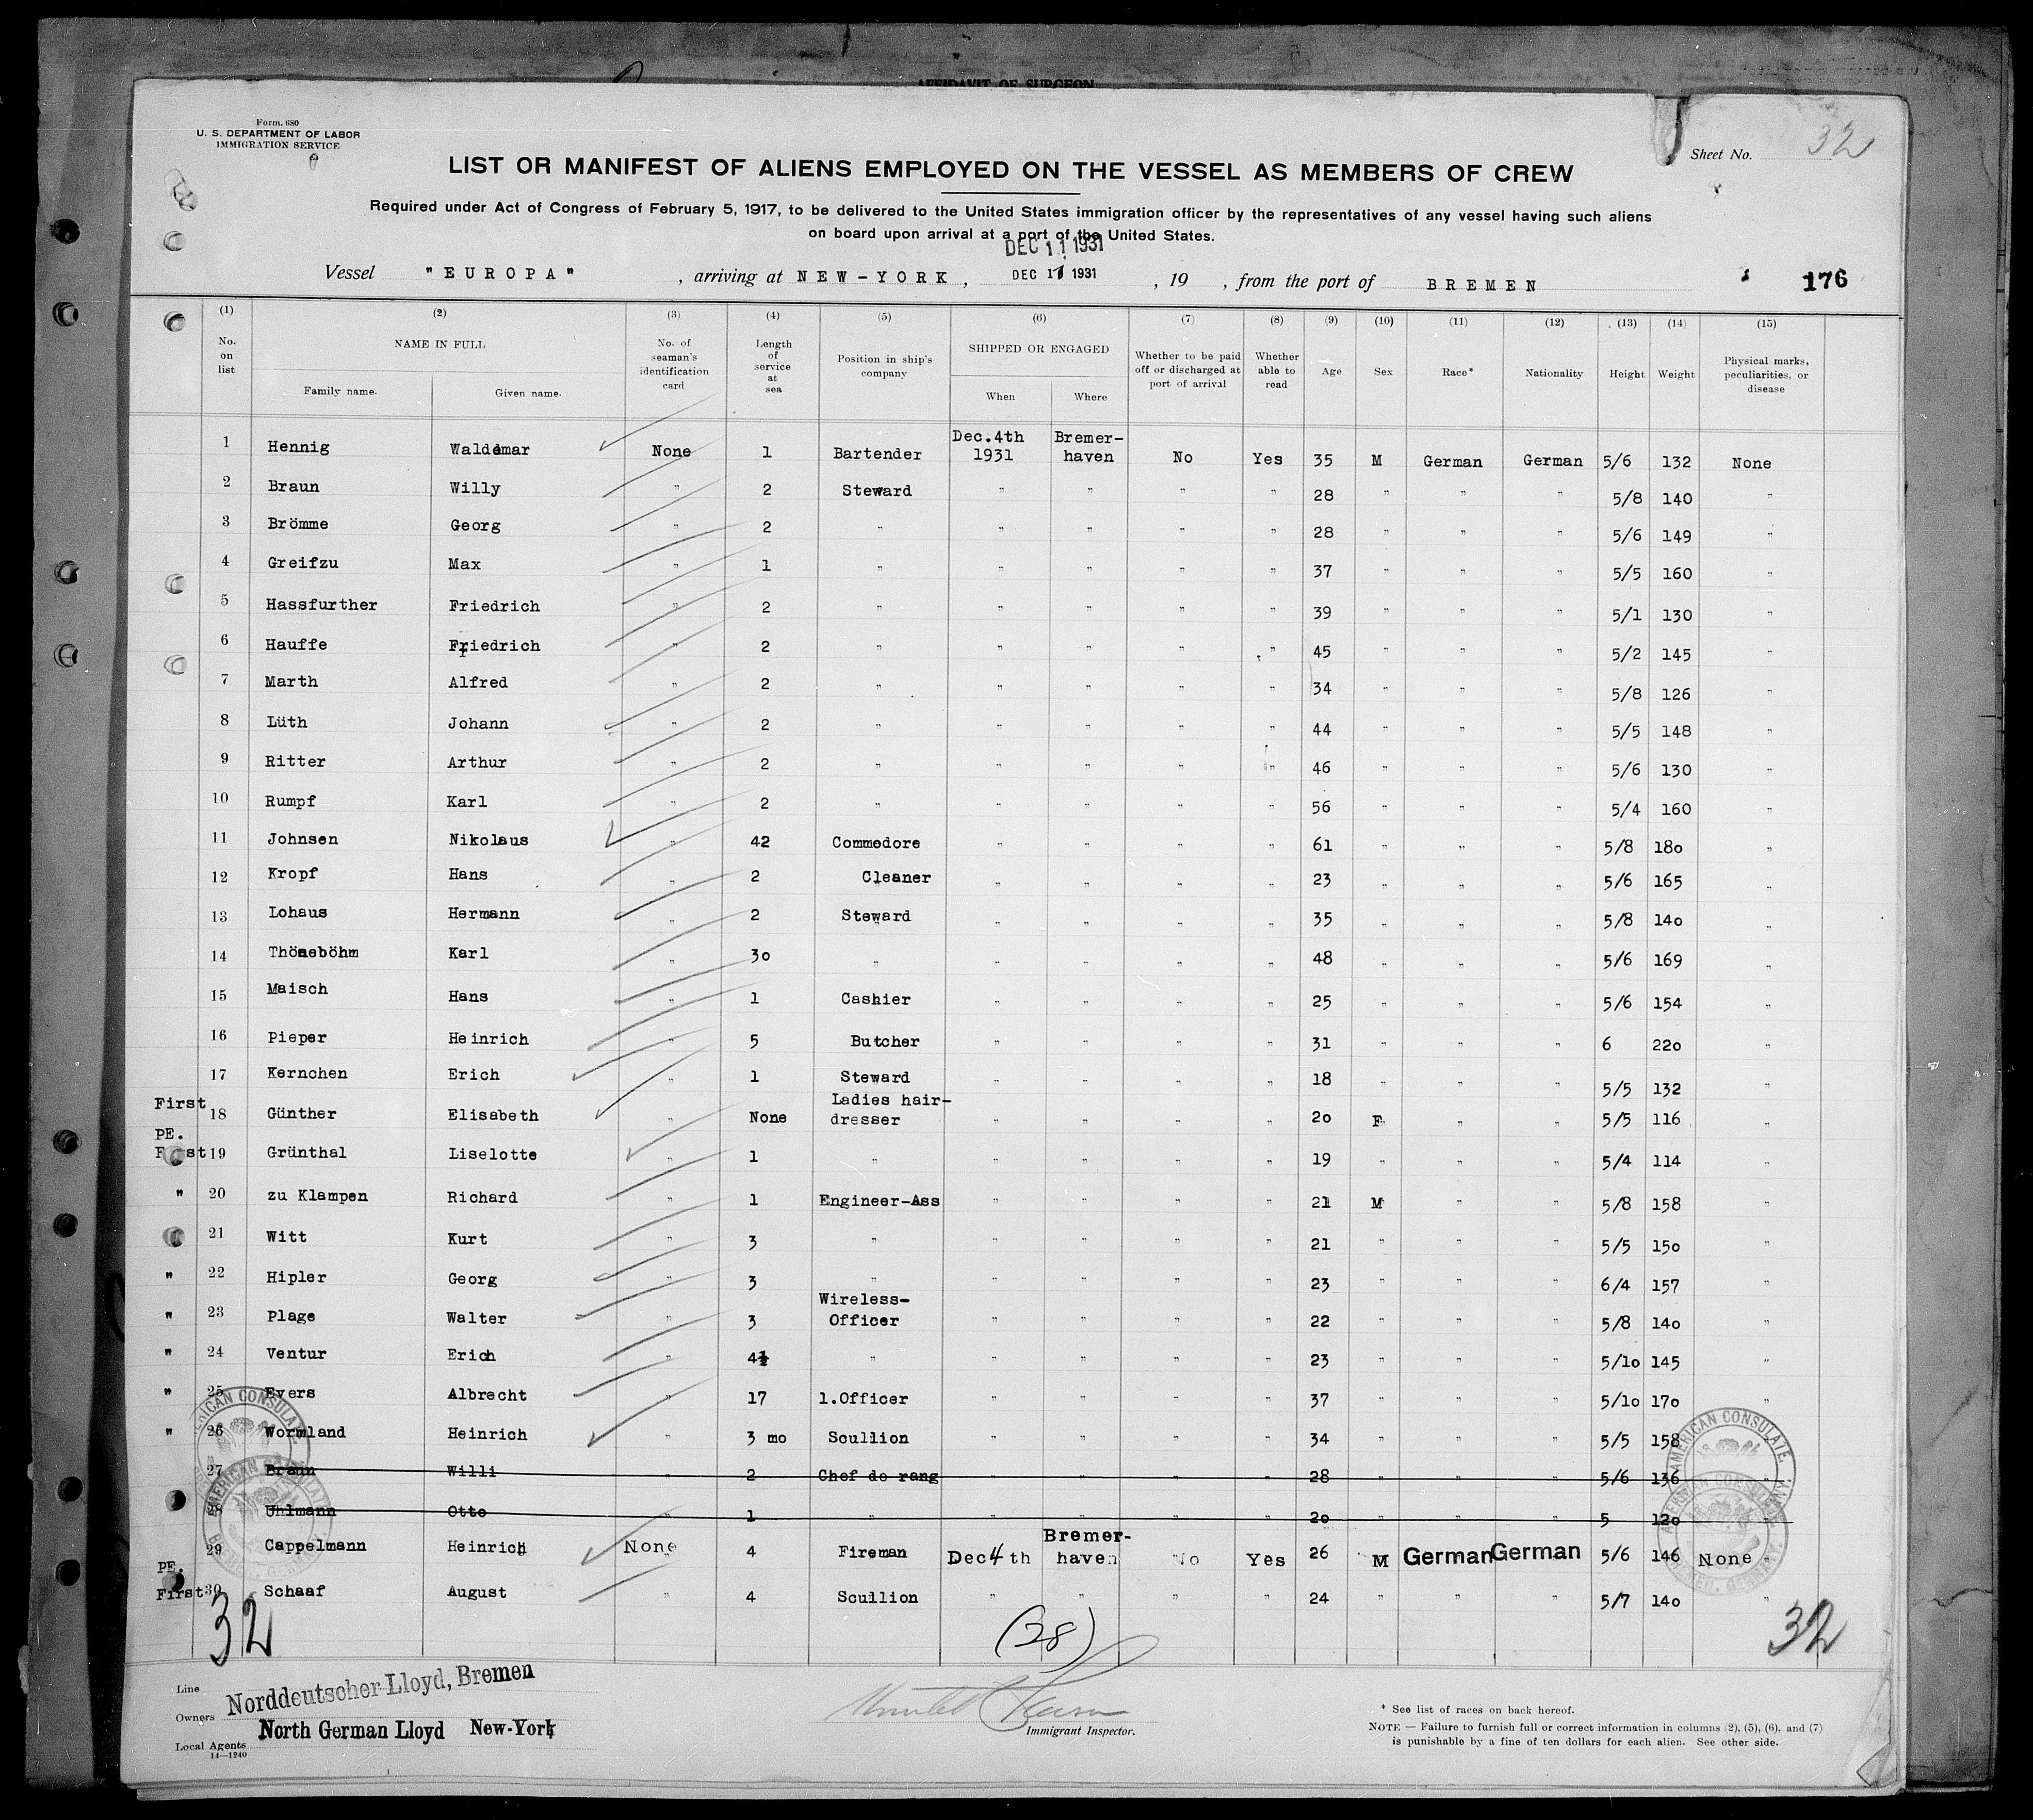 AFFIDAVIT OF SURGEON
Form. 680
U. S. DEPARTMENT OF LABOR
IMMIGRATION SERVICE
Sheet No. 32
LIST OR MANIFEST OF ALIENS EMPLOYED ON THE VESSEL AS MEMBERS OF CREW
Required under Act of Congress of February 5, 1917, to be delivered to the United States immigration officer by the representatives of any vessel having such aliens
on board upon arrival at a port of the United States.
DEC 11 1931
Vessel "EUROPA", arriving at NEW-YORK, DEC 1 1931, 19 , from the port of BREMEN 176
(1) (2) (3) (4) (5) (6) (7) (8) (9) (10) (11) (12) (13) (14) (15)
No. on list NAME IN FULL Family name. Given name. No. of seaman's identification card Length of service at sea Position in ship's company SHIPPED OR ENGAGED When Where Whether to be paid off or discharged at port of arrival Whether able to read Age Sex Race* Nationality Height Weight Physical marks, peculiarities, or disease
1 Hennig Waldemar None 1 Bartender Dec.4th 1931 Bremer-haven No Yes 35 M German German 5/6 132 None
2 Braun Willy " 2 Steward " " " " 28 " " " 5/8 140 "
3 Brömme Georg " 2 " " " " " 28 " " " 5/6 149 "
4 Greifzu Max " 1 " " " " " 37 " " " 5/5 160 "
5 Hassfurther Friedrich " 2 " " " " " 39 " " " 5/1 130 "
6 Hauffe Friedrich " 2 " " " " " 45 " " " 5/2 145 "
7 Marth Alfred " 2 " " " " " 34 " " " 5/8 126 "
8 Lüth Johann " 2 " " " " " 44 " " " 5/5 148 "
9 Ritter Arthur " 2 " " " " " 46 " " " 5/6 130 "
10 Rumpf Karl " 2 " " " " " 56 " " " 5/4 160 "
11 Johnsen Nikolaus " 42 Commodore " " " " 61 " " " 5/8 180 "
12 Kropf Hans " 2 Cleaner " " " " 23 " " " 5/6 165 "
13 Lohaus Hermann " 2 Steward " " " " 35 " " " 5/8 140 "
14 Thöneböhm Karl " 30 " " " " " 48 " " " 5/6 169 "
15 Maisch Hans " 1 Cashier " " " " 25 " " " 5/6 154 "
16 Pieper Heinrich " 5 Butcher " " " " 31 " " " 6 220 "
17 Kernchen Erich " 1 Steward " " " " 18 " " " 5/5 132 "
First 18 Günther Elisabeth " None Ladies hair-dresser " " " " 20 F " " 5/5 116 "
PE.
First 19 Grünthal Liselotte " 1 " " " " " 19 " " " 5/4 114 "
" 20 zu Klampen Richard " 1 Engineer-Ass " " " " 21 M " " 5/8 158 "
21 Witt Kurt " 3 " " " " " 21 " " " 5/5 150 "
" 22 Hipler Georg " 3 " " " " " 23 " " " 6/4 157 "
" 23 Plage Walter " 3 Wireless-Officer " " " " 22 " " " 5/8 140 "
" 24 Ventur Erich " 4½ " " " " " 23 " " " 5/10 145 "
" 25 Evers Albrecht " 17 1.Officer " " " " 37 " " " 5/10 170 "
" 26 Wormland Heinrich " 3 mo Scullion " " " " 34 " " " 5/5 158 "
27 Braun Willi " 2 Chef de rang " " " " 28 " " " 5/6 136 "
28 Uhlmann Otto " 1 " " " " " 20 " " " 5 120 "
29 Cappelmann Heinrich None 4 Fireman Dec 4 th Bremer-haven No Yes 26 M German German 5/6 146 None
PE.
First 30 Schaaf August " 4 Scullion " " " " 24 " " " 5/7 140 "
AMERICAN CONSULATE. BREMEN, GERMANY.
AMERICAN CONSULATE. BREMEN, GERMANY.
32 (28) 32
Line Norddeutscher Lloyd, Bremen
Owners North German Lloyd New-York
Local Agents
14—1240
Immigrant Inspector.
* See list of races on back hereof.
NOTE — Failure to furnish full or correct information in columns (2), (5), (6), and (7)
is punishable by a fine of ten dollars for each alien. See other side.